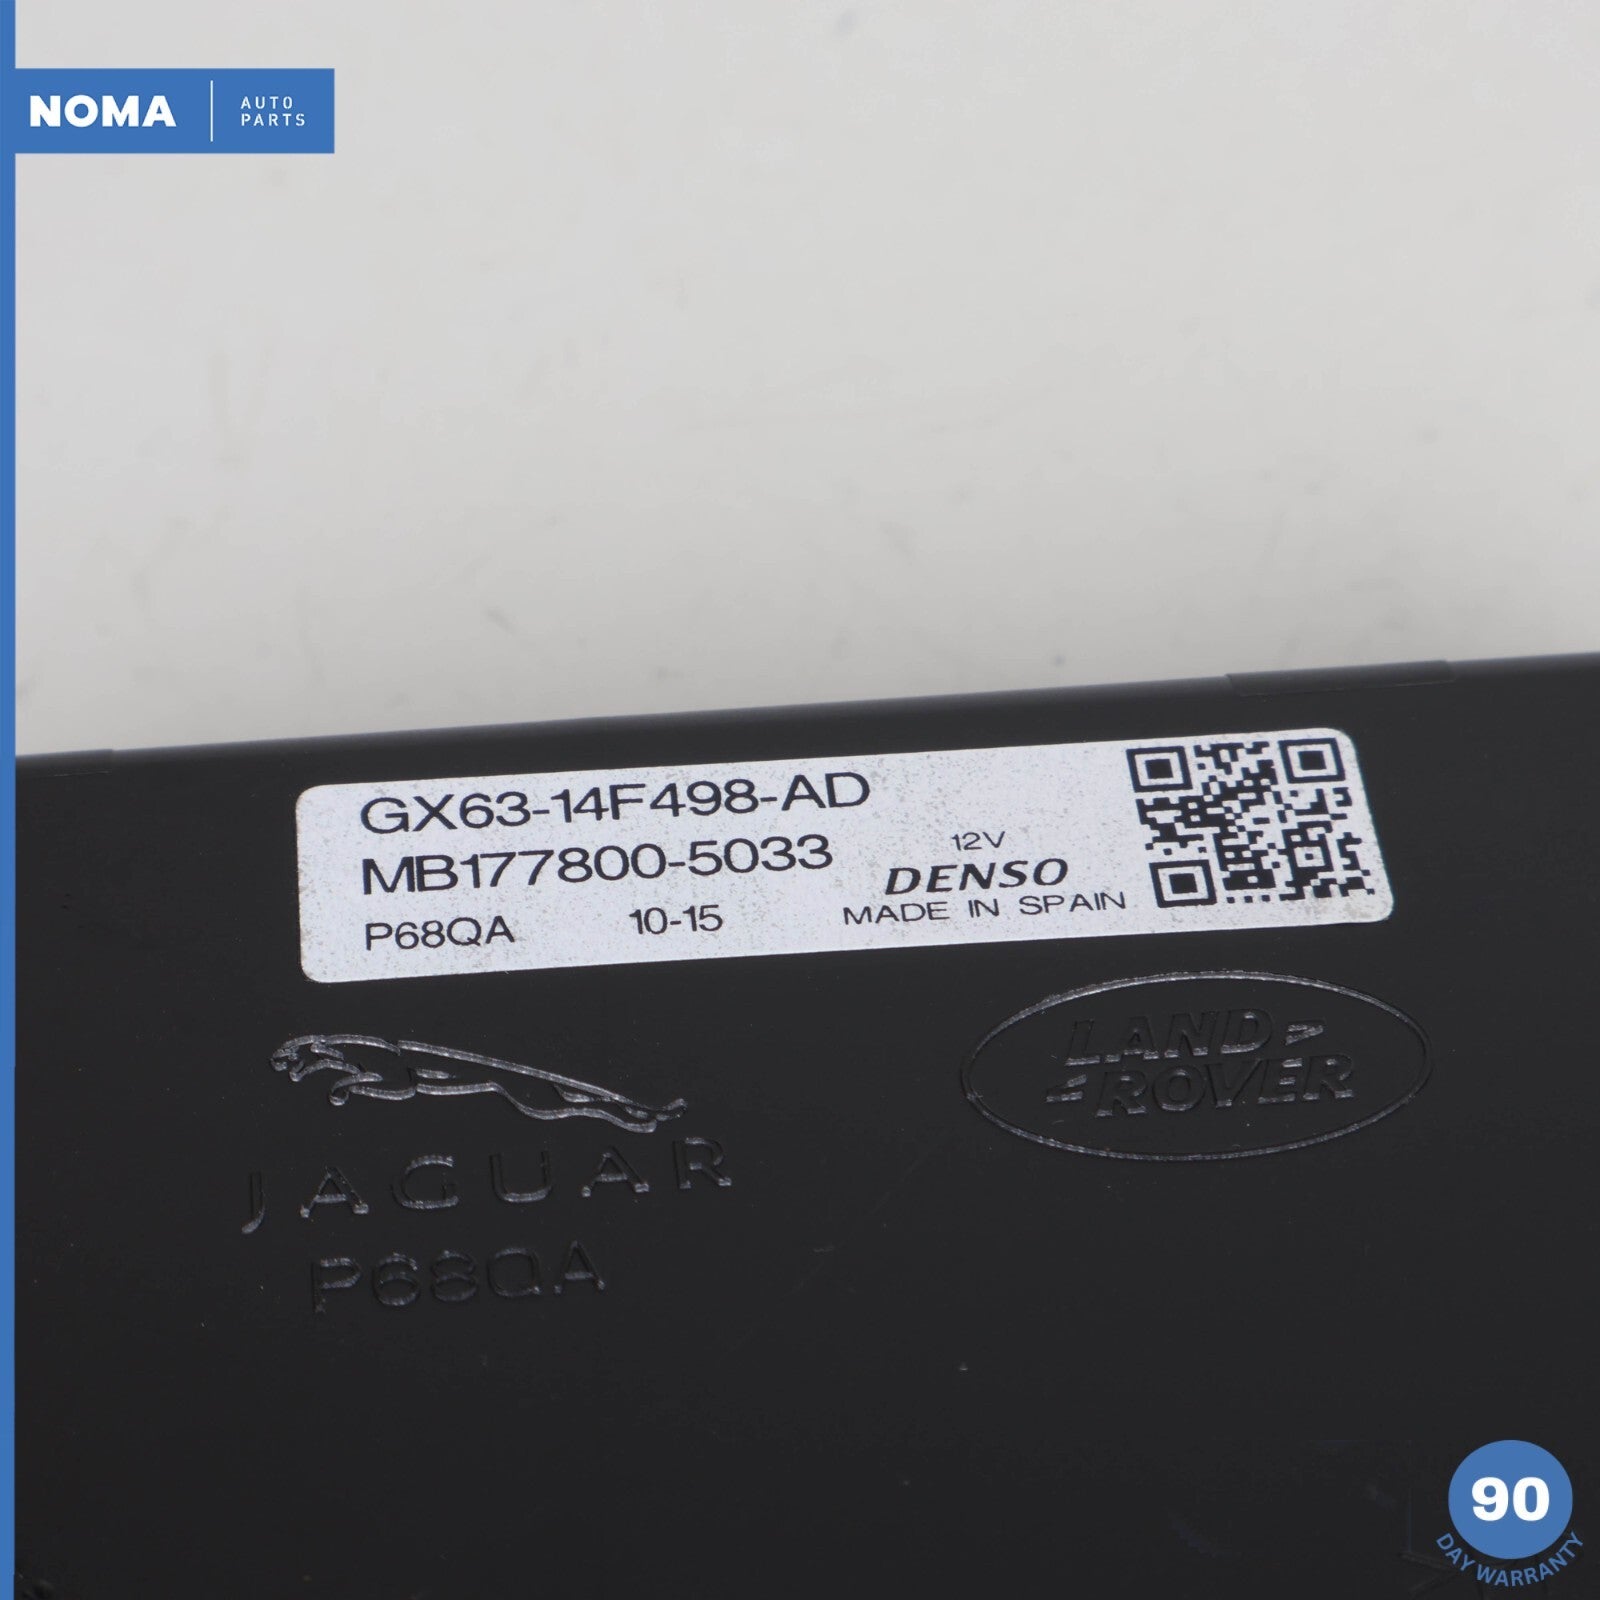 NOMA
AUTO
PARTS
GX63-14F498-AD
MB177800-5033
12V
DENSO
P68QA 10-15 MADE IN SPAIN
LAND
ROVER
JAGUAR
P68QA
90
DAY WARRANTY